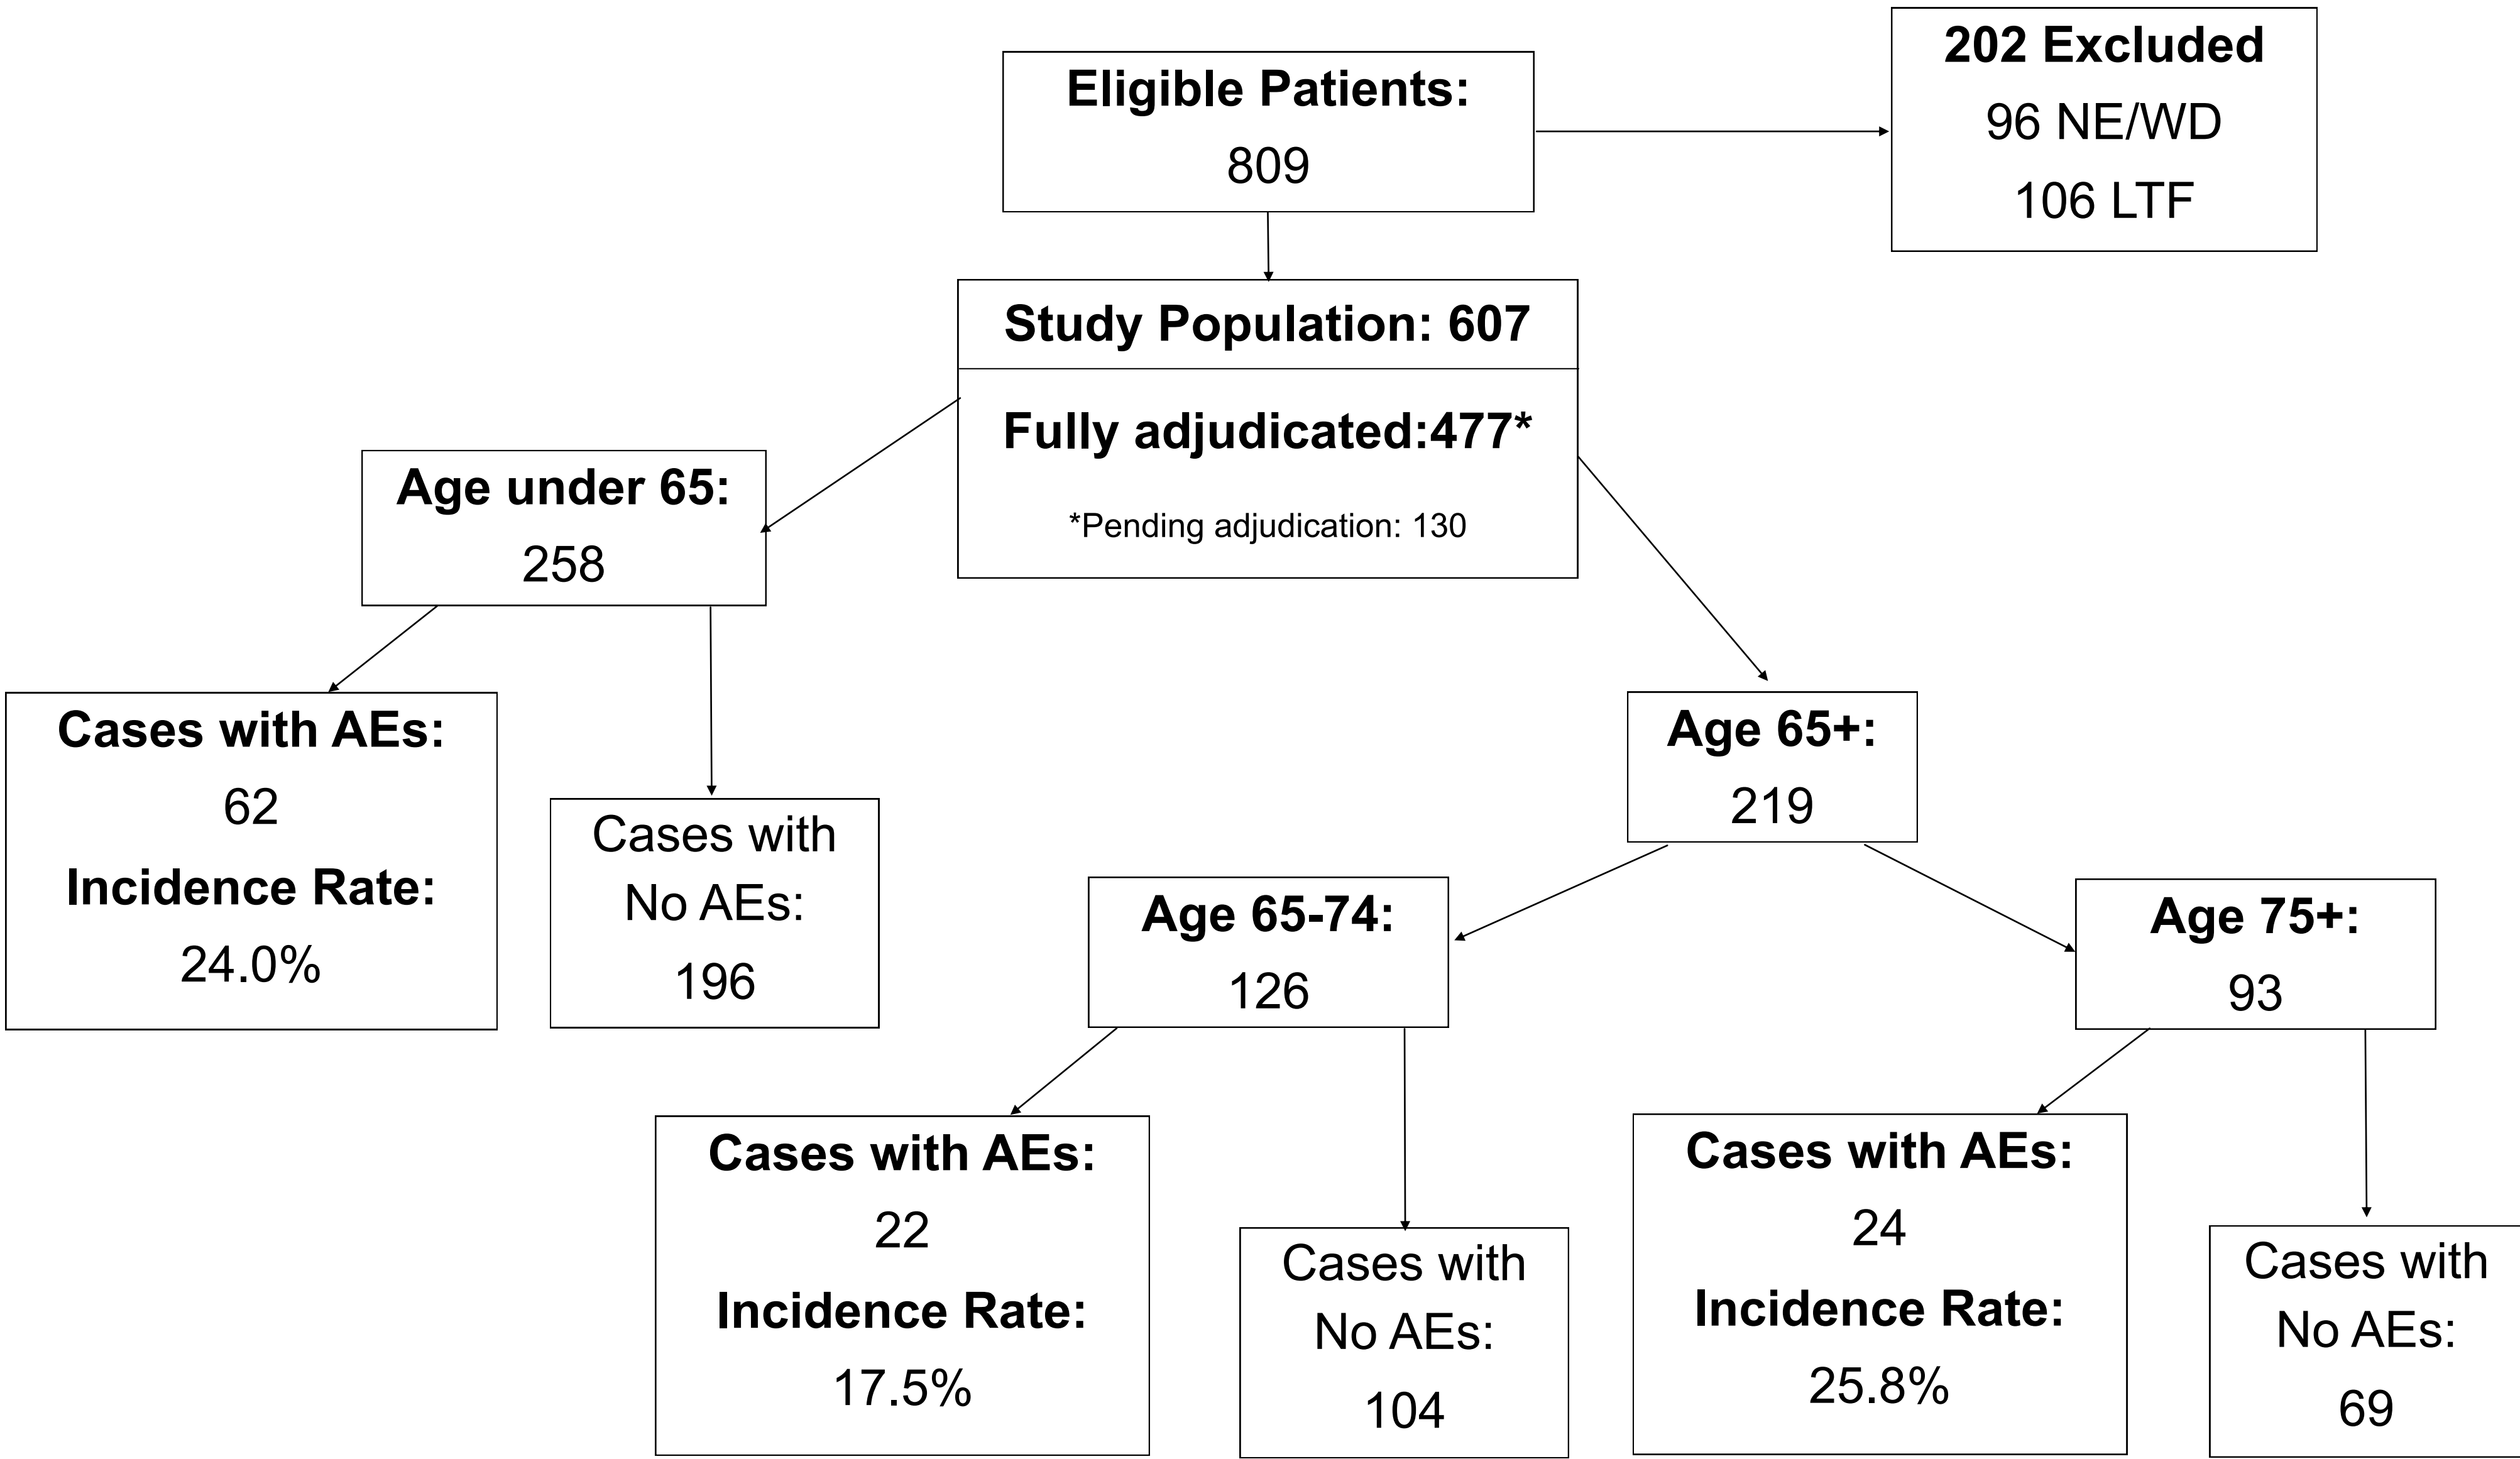 Eligible Patients:
809
202 Excluded
96 NE/WD
106 LTF
Study Population: 607
Fully adjudicated:477*
*Pending adjudication: 130
Age under 65:
258
Cases with AEs:
62
Incidence Rate:
24.0%
Cases with
No AEs:
196
Age 65+:
219
Age 65-74:
126
Age 75+:
93
Cases with AEs:
22
Incidence Rate:
17.5%
Cases with
No AEs:
104
Cases with AEs:
24
Incidence Rate:
25.8%
Cases with
No AEs:
69